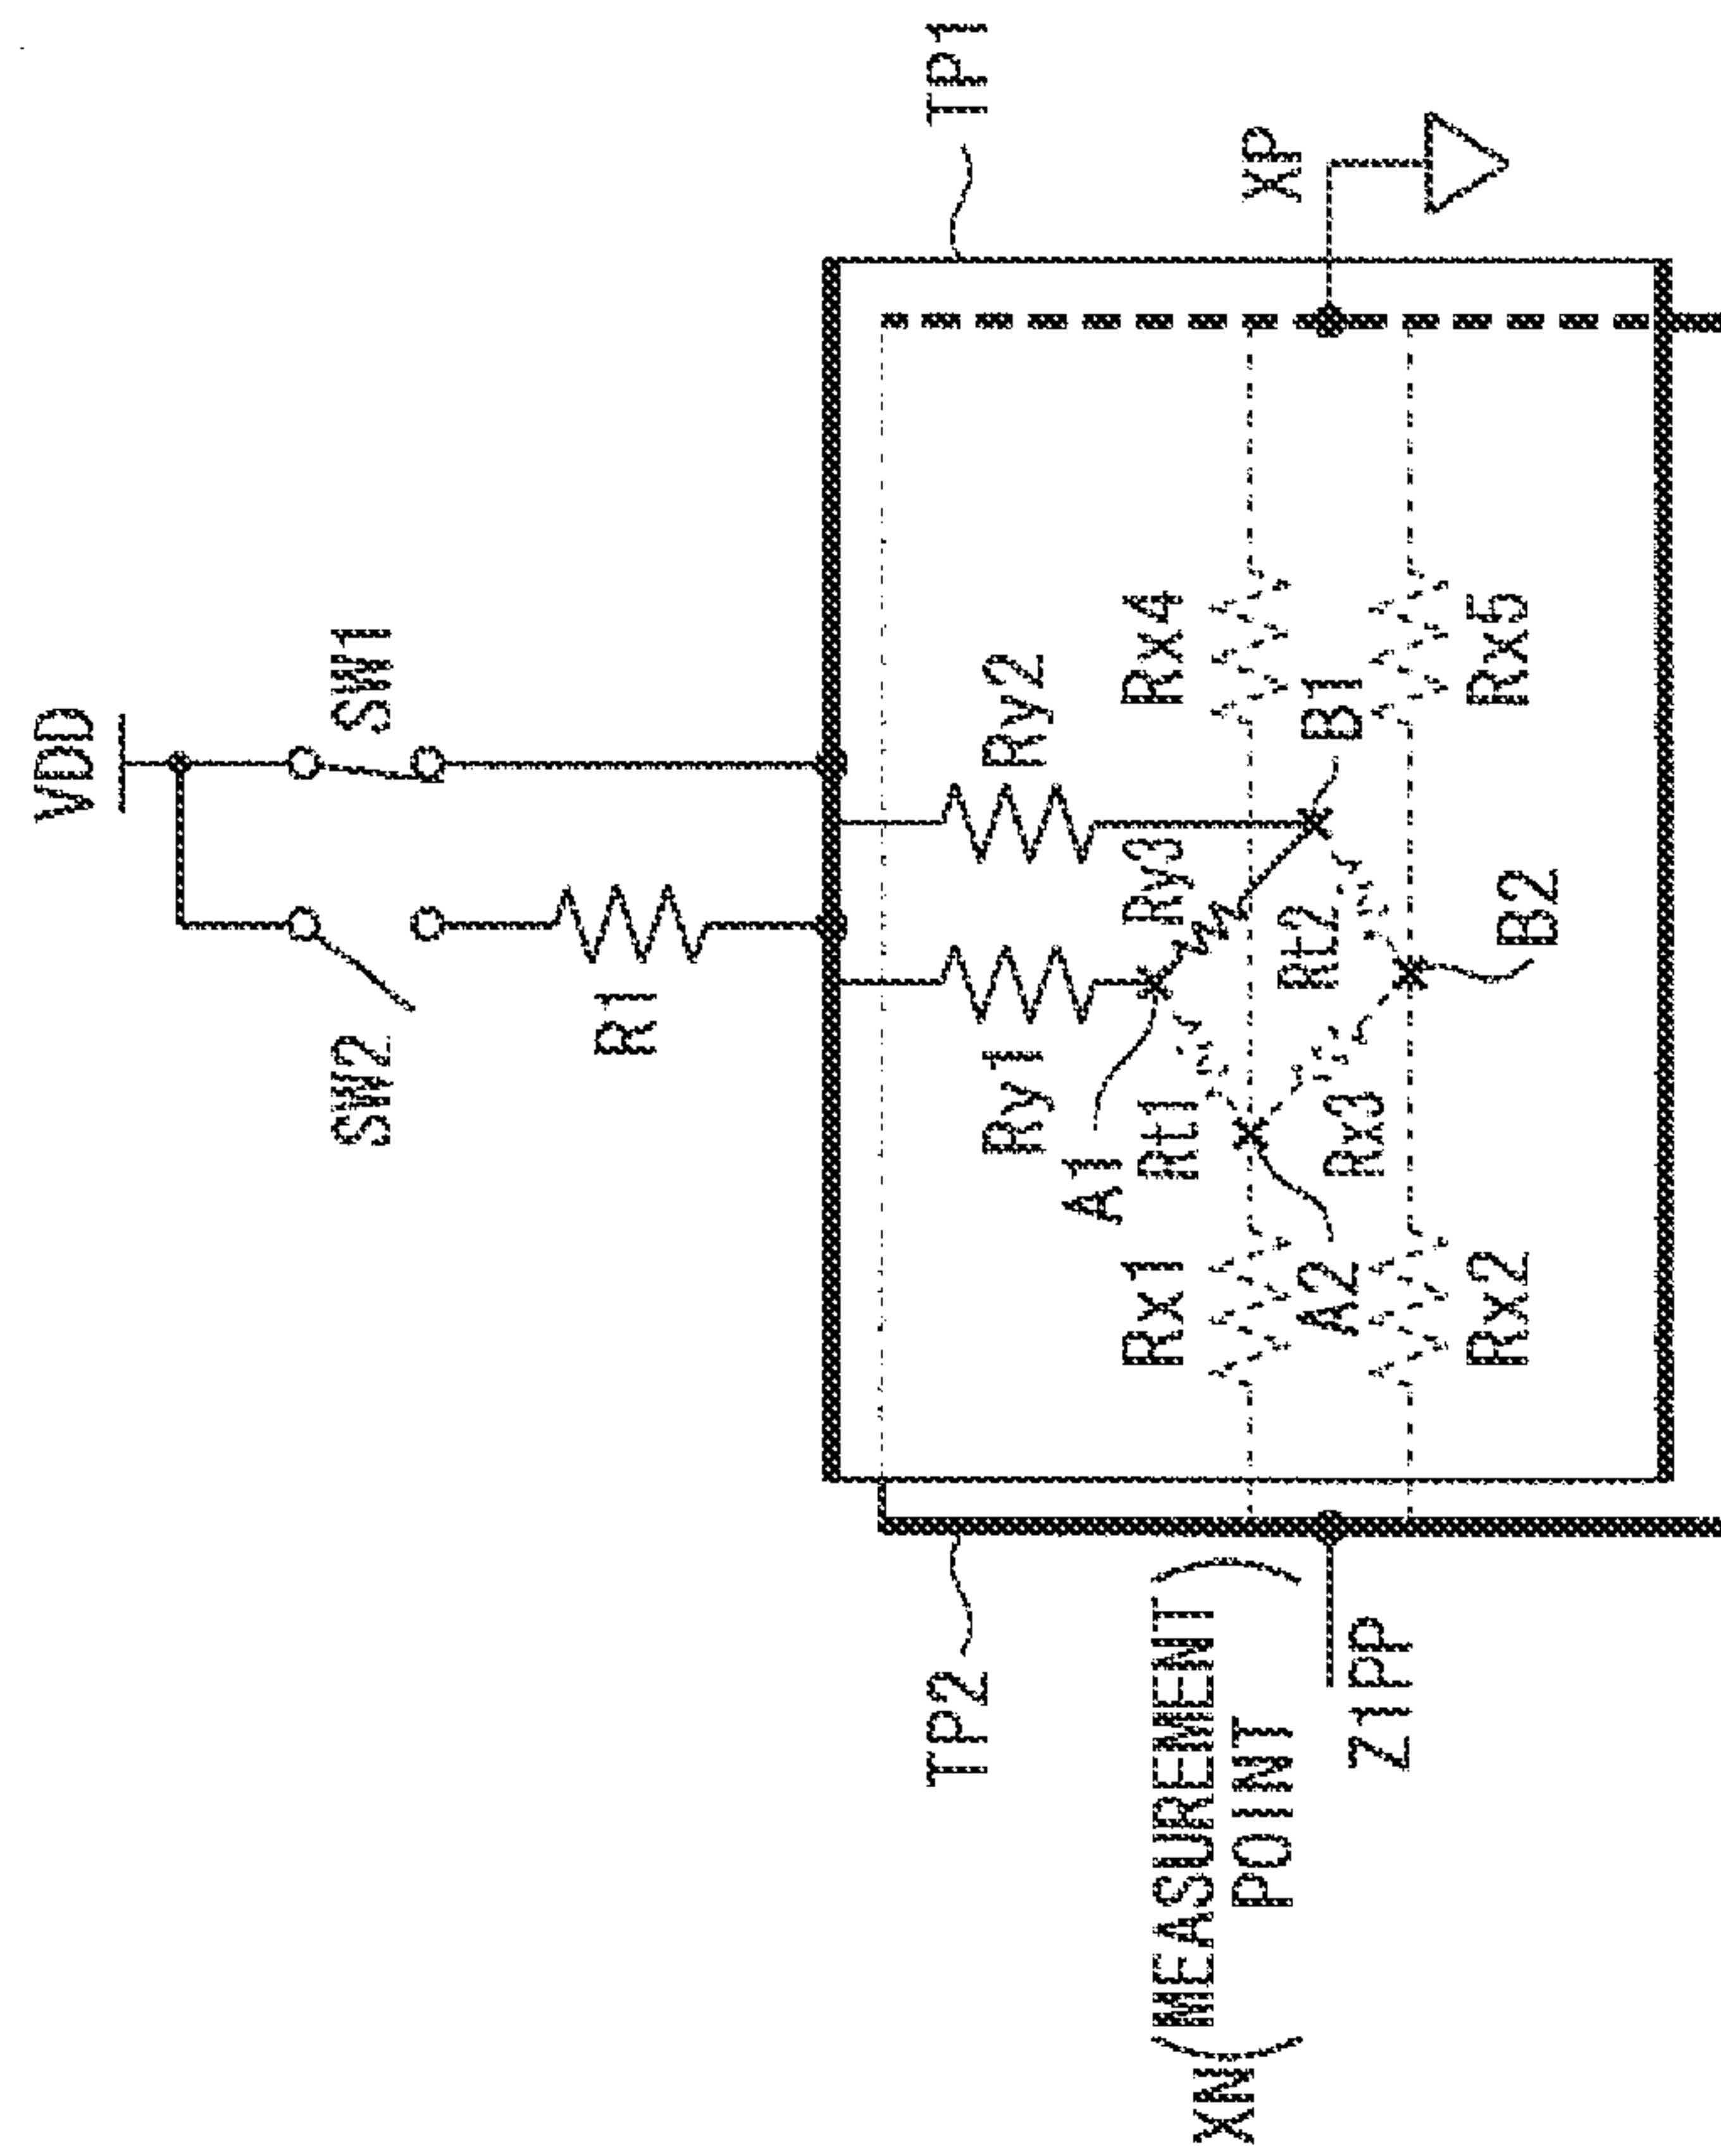 VDD
SW2
SW1
R1
TP2
TP1
Ry1
Ry2
A1
Rt1
Ry3
Rx1
Rx4
XN(MEASUREMENT
POINT)
XP
A2
Rx3
Rt2
B1
Z1PP
Rx2
B2
Rx5